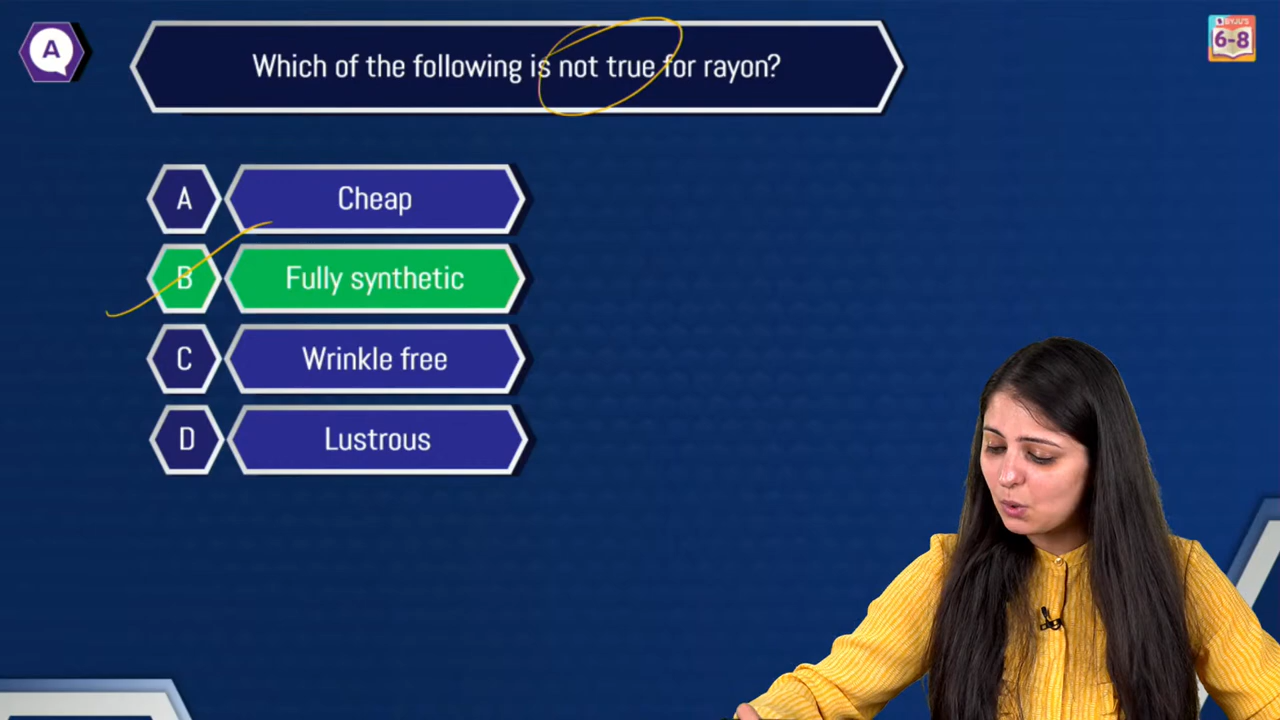 A
Which of the following is not true for rayon?
BYJU'S
6-8
A
Cheap
B
Fully synthetic
C
Wrinkle free
D
Lustrous